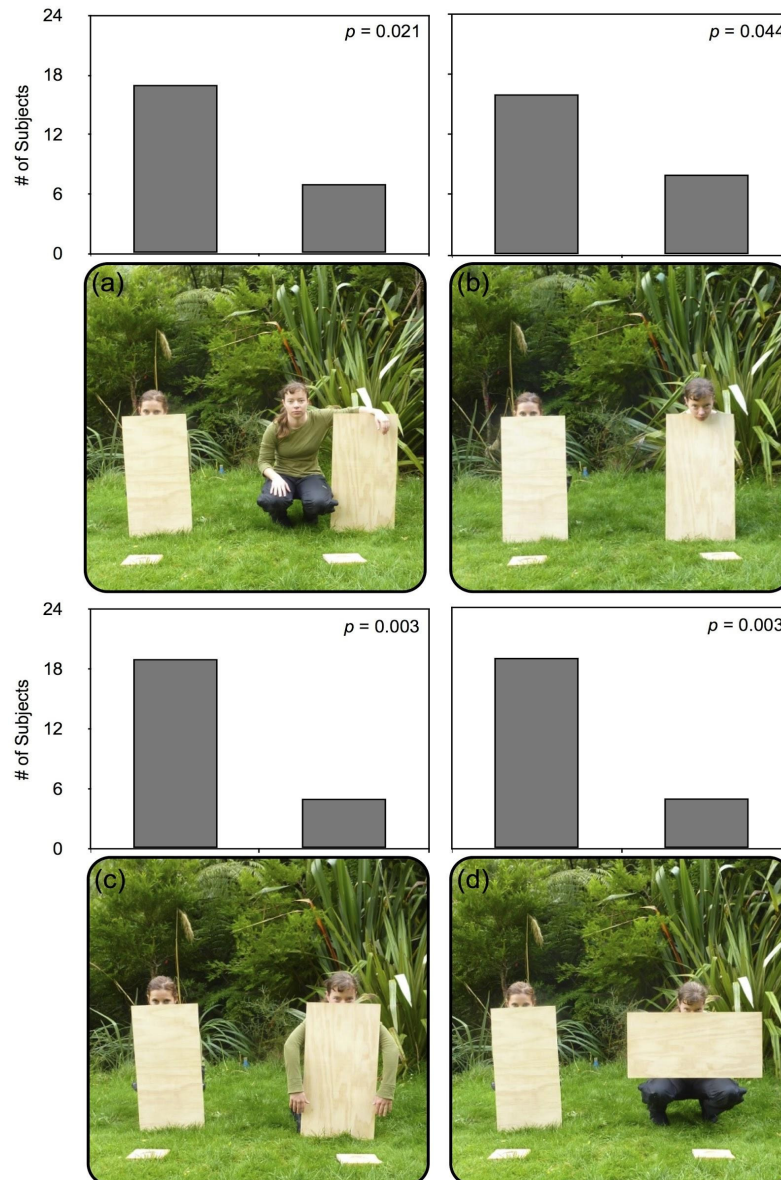 24
18
12
6
0
# of Subjects
p = 0.021
p = 0.044
(a)
(b)
24
18
12
6
0
# of Subjects
p = 0.003
p = 0.003
(c)
(d)